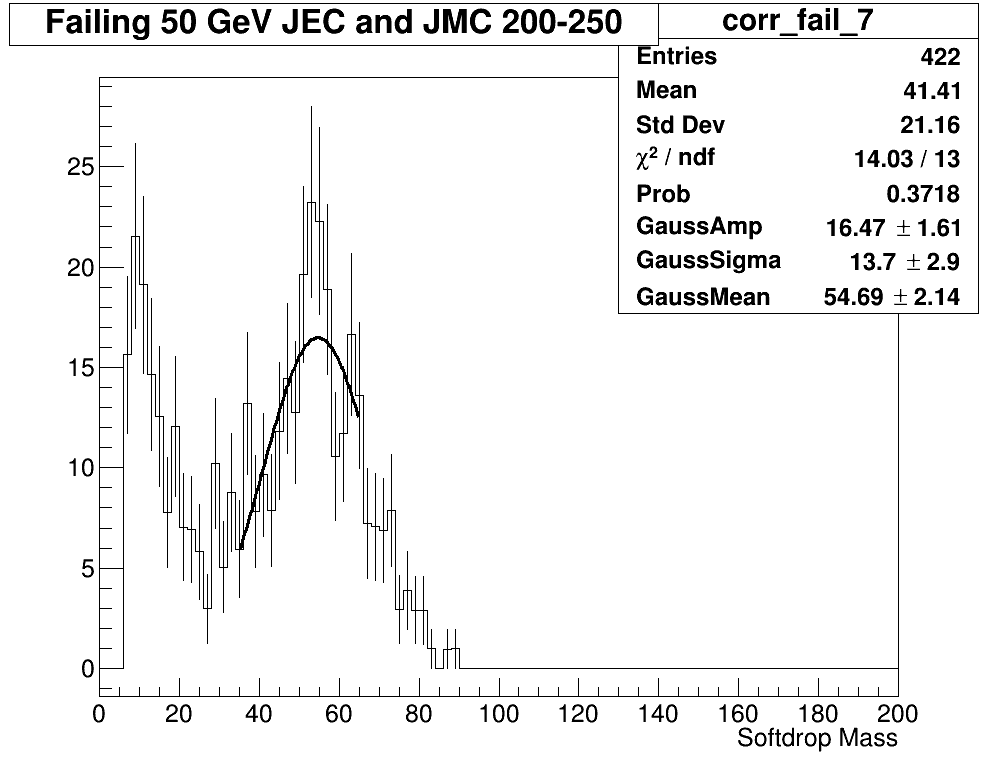 Failing 50 GeV JEC and JMC 200-250
corr_fail_7
Entries 422
Mean 41.41
Std Dev 21.16
χ² / ndf 14.03 / 13
Prob 0.3718
GaussAmp 16.47 ± 1.61
GaussSigma 13.7 ± 2.9
GaussMean 54.69 ± 2.14
25
20
15
10
5
0
0 20 40 60 80 100 120 140 160 180 200
Softdrop Mass